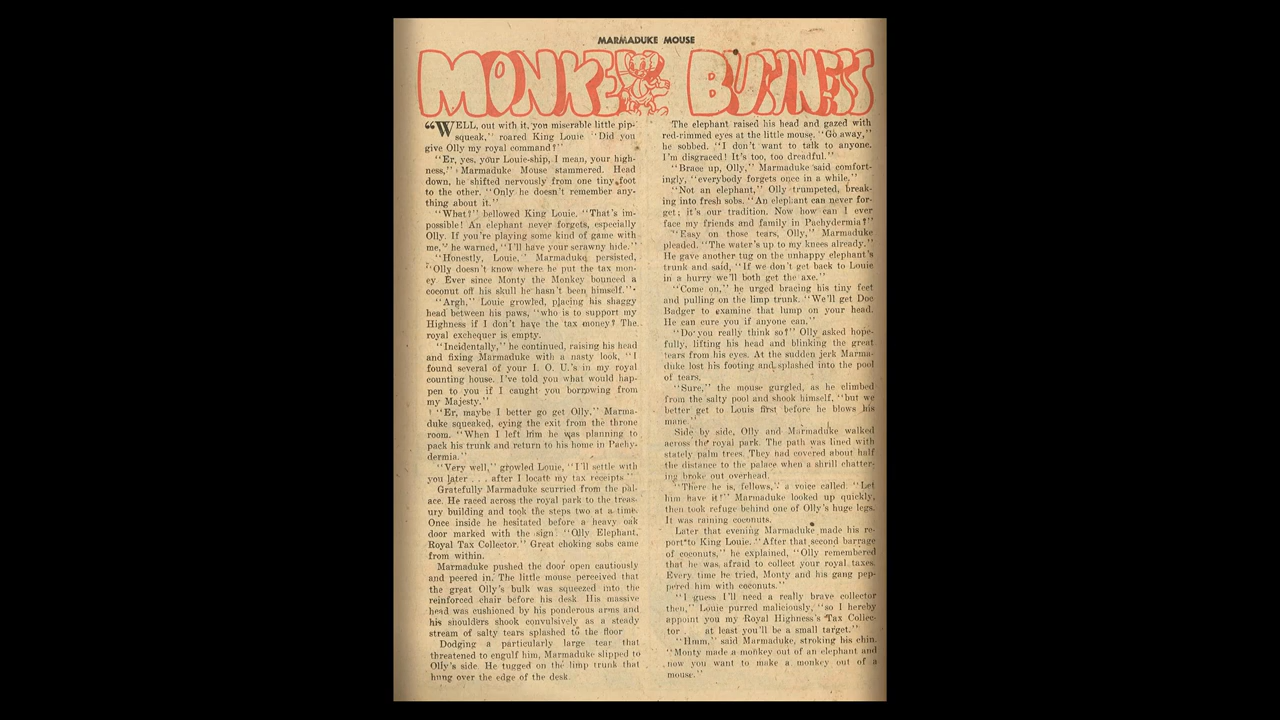 MARMADUKE MOUSE
MONKEY BUSINESS
"WELL, out with it, you miserable little pip-
squeak," roared King Louie "Did you
give Olly my royal command?"
"Er, yes, your Louie-ship, I mean, your high-
ness," Marmaduke Mouse stammered. Head
down, he shifted nervously from one tiny foot
to the other. "Only he doesn't remember any-
thing about it."
"What?" bellowed King Louie. "That's im-
possible! An elephant never forgets, especially
Olly. If you're playing some kind of game with
me," he warned, "I'll have your scrawny hide."
"Honestly, Louie," Marmaduke persisted,
"Olly doesn't know where he put the tax mon-
ey. Ever since Monty the Monkey bounced a
coconut off his skull he hasn't been himself."
"Argh," Louie growled, placing his shaggy
head between his paws, "who is to support my
Highness if I don't have the tax money? The
royal exchequer is empty.
"Incidentally," he continued, raising his head
and fixing Marmaduke with a nasty look, "I
found several of your I. O. U.'s in my royal
counting house. I've told you what would hap-
pen to you if I caught you borrowing from
my Majesty."
"Er, maybe I better go get Olly," Marma-
duke squeaked, eying the exit from the throne
room. "When I left him he was planning to
pack his trunk and return to his home in Pachy-
dermia."
"Very well," growled Louie, "I'll settle with
you later . . . after I locate my tax receipts"
Gratefully Marmaduke scurried from the pal-
ace. He raced across the royal park to the treas-
ury building and took the steps two at a time.
Once inside he hesitated before a heavy oak
door marked with the sign: "Olly Elephant,
Royal Tax Collector." Great choking sobs came
from within.
Marmaduke pushed the door open cautiously
and peered in. The little mouse perceived that
the great Olly's bulk was squeezed into the
reinforced chair before his desk. His massive
head was cushioned by his ponderous arms and
his shoulders shook convulsively as a steady
stream of salty tears splashed to the floor
Dodging a particularly large tear that
threatened to engulf him, Marmaduke slipped to
Olly's side. He tugged on the limp trunk that
hung over the edge of the desk.
The elephant raised his head and gazed with
red-rimmed eyes at the little mouse. "Go away,"
he sobbed. "I don't want to talk to anyone.
I'm disgraced! It's too, too dreadful."
"Brace up, Olly," Marmaduke said comfort-
ingly, "everybody forgets once in a while."
"Not an elephant," Olly trumpeted, break-
ing into fresh sobs. "An elephant can never for-
get; it's our tradition. Now how can I ever
face my friends and family in Pachydermia?"
"Easy on those tears, Olly," Marmaduke
pleaded. "The water's up to my knees already."
He gave another tug on the unhappy elephant's
trunk and said, "If we don't get back to Louie
in a hurry we'll both get the axe."
"Come on," he urged bracing his tiny feet
and pulling on the limp trunk. "We'll get Doc
Badger to examine that lump on your head.
He can cure you if anyone can."
"Do you really think so?" Olly asked hope-
fully, lifting his head and blinking the great
tears from his eyes. At the sudden jerk Marma-
duke lost his footing and splashed into the pool
of tears.
"Sure," the mouse gurgled, as he climbed
from the salty pool and shook himself, "but we
better get to Louis first before he blows his
mane."
Side by side, Olly and Marmaduke walked
across the royal park. The path was lined with
stately palm trees. They had covered about half
the distance to the palace when a shrill chatter-
ing broke out overhead.
"There he is, fellows," a voice called. "Let
him have it!" Marmaduke looked up quickly,
then took refuge behind one of Olly's huge legs.
It was raining coconuts.
Later that evening Marmaduke made his re-
port to King Louie. "After that second barrage
of coconuts," he explained, "Olly remembered
that he was afraid to collect your royal taxes.
Every time he tried, Monty and his gang pep-
pered him with coconuts."
"I guess I'll need a really brave collector
then," Louie purred maliciously, "so I hereby
appoint you my Royal Highness's Tax Collec-
tor . at least you'll be a small target."
"Hmm," said Marmaduke, stroking his chin.
"Monty made a monkey out of an elephant and
now you want to make a monkey out of a
mouse."